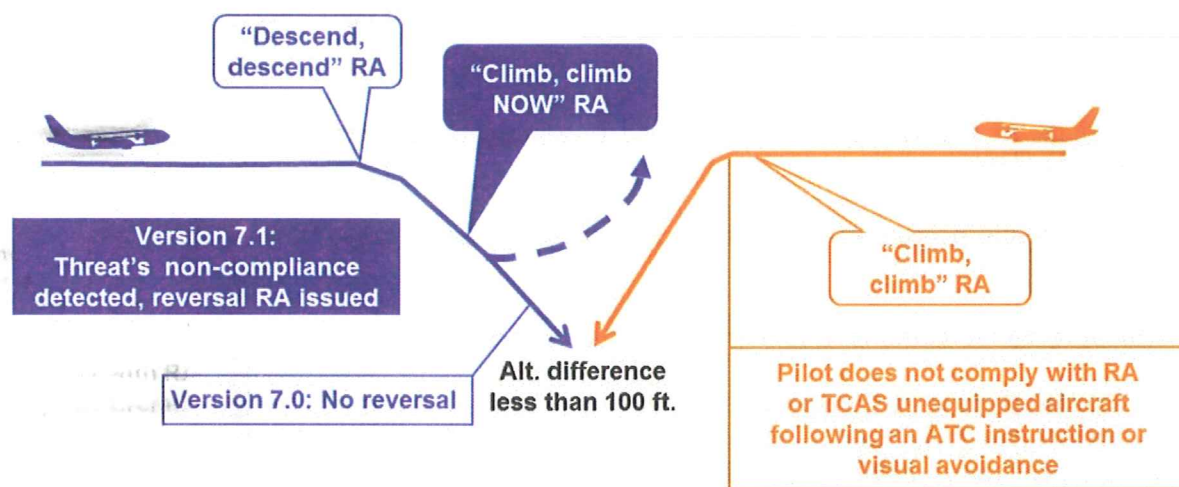 “Descend,
descend” RA
“Climb, climb
NOW” RA
“Climb,
climb” RA
Version 7.1:
Threat’s non-compliance
detected, reversal RA issued
Version 7.0: No reversal
Alt. difference
less than 100 ft.
Pilot does not comply with RA
or TCAS unequipped aircraft
following an ATC instruction or
visual avoidance